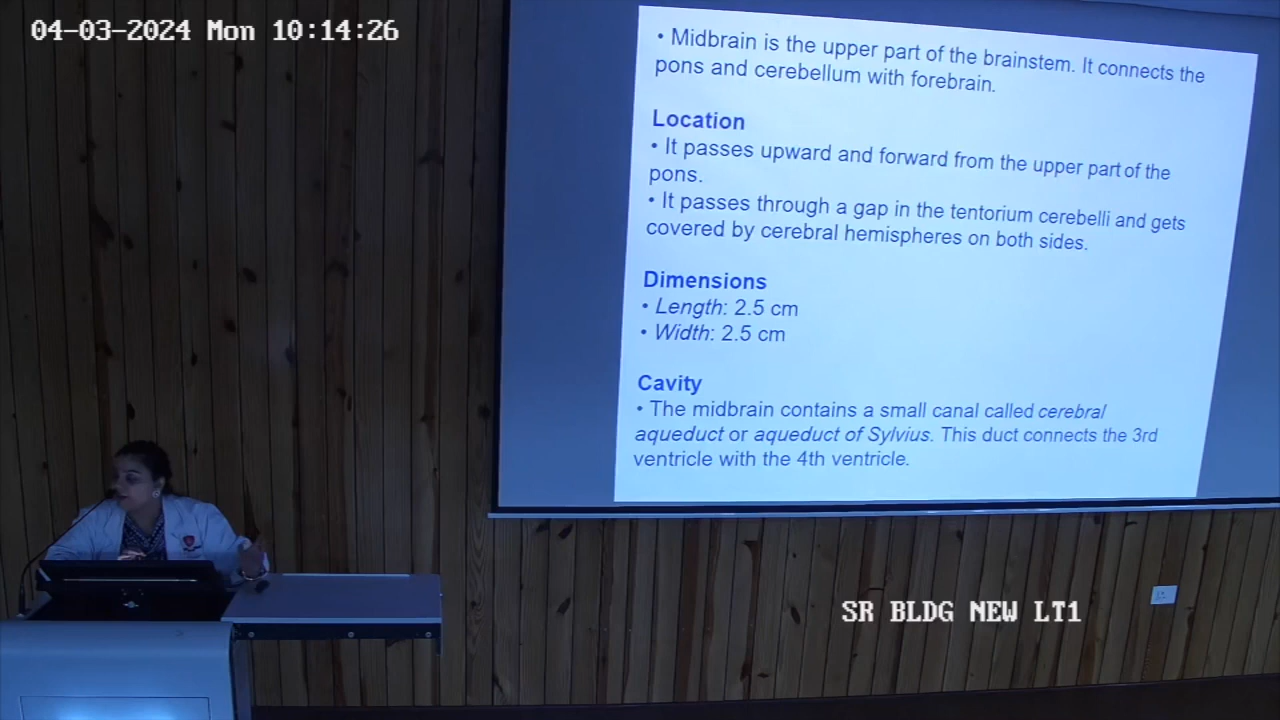 04-03-2024 Mon 10:14:26
• Midbrain is the upper part of the brainstem. It connects the
pons and cerebellum with forebrain.
Location
• It passes upward and forward from the upper part of the
pons.
• It passes through a gap in the tentorium cerebelli and gets
covered by cerebral hemispheres on both sides.
Dimensions
• Length: 2.5 cm
• Width: 2.5 cm
Cavity
• The midbrain contains a small canal called cerebral
aqueduct or aqueduct of Sylvius. This duct connects the 3rd
ventricle with the 4th ventricle.
SR BLDG NEW LT1